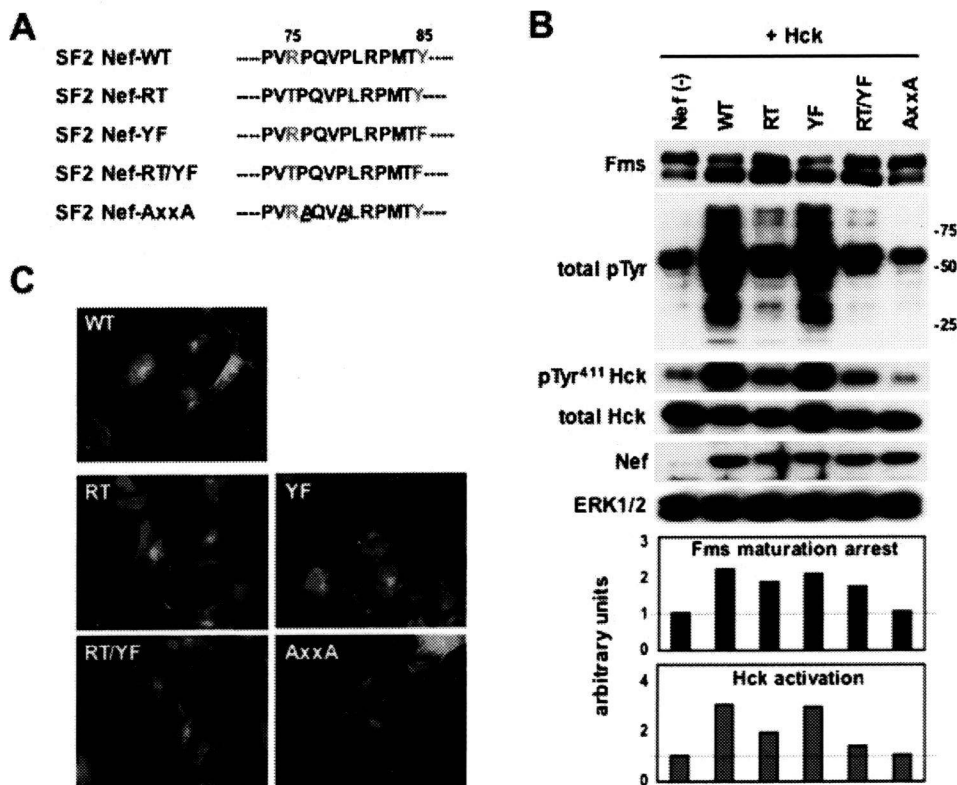 A
75 85
SF2 Nef-WT ----PVRPQVPLRPMTY----
SF2 Nef-RT ----PVTPQVPLRPMTY----
SF2 Nef-YF ----PVRPQVPLRPMTF----
SF2 Nef-RT/YF ----PVTPQVPLRPMTF----
SF2 Nef-AxxA ----PVRAQVALRPMTY----
B
+ Hck
Nef (-) WT RT YF RT/YF AxxA
Fms
total pTyr
-75
-50
-25
pTyr⁴¹¹ Hck
total Hck
Nef
ERK1/2
arbitrary units
Fms maturation arrest
3
2
1
0
Hck activation
4
2
0
C
WT
RT
YF
RT/YF
AxxA